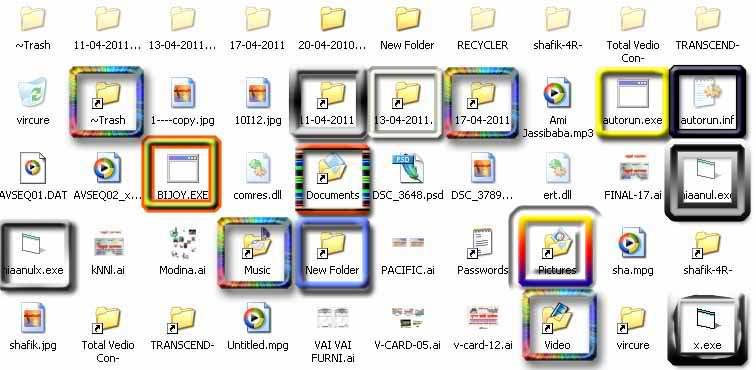 ~Trash 11-04-2011... 13-04-2011... 17-04-2011 20-04-2010... New Folder RECYCLER shafik-4R- Total Vedio Con- TRANSCEND-
vircure ~Trash 1----copy.jpg 10I12.jpg 11-04-2011 13-04-2011. 17-04-2011 Ami Jassibaba.mp3 autorun.exe autorun.inf
AVSEQ01.DAT AVSEQ02_x... BIJOY.EXE comres.dll Documents DSC_3648.psd DSC_3789... ert.dll FINAL-17.ai hiaanul.exe
hiaanulx.exe kNNl.ai Modina.ai Music New Folder PACIFIC.ai Passwords Pictures sha.mpg shafik-4R-
shafik.jpg Total Vedio Con- TRANSCEND- Untitled.mpg VAI VAI FURNI.ai V-CARD-05.ai v-card-12.ai Video vircure x.exe